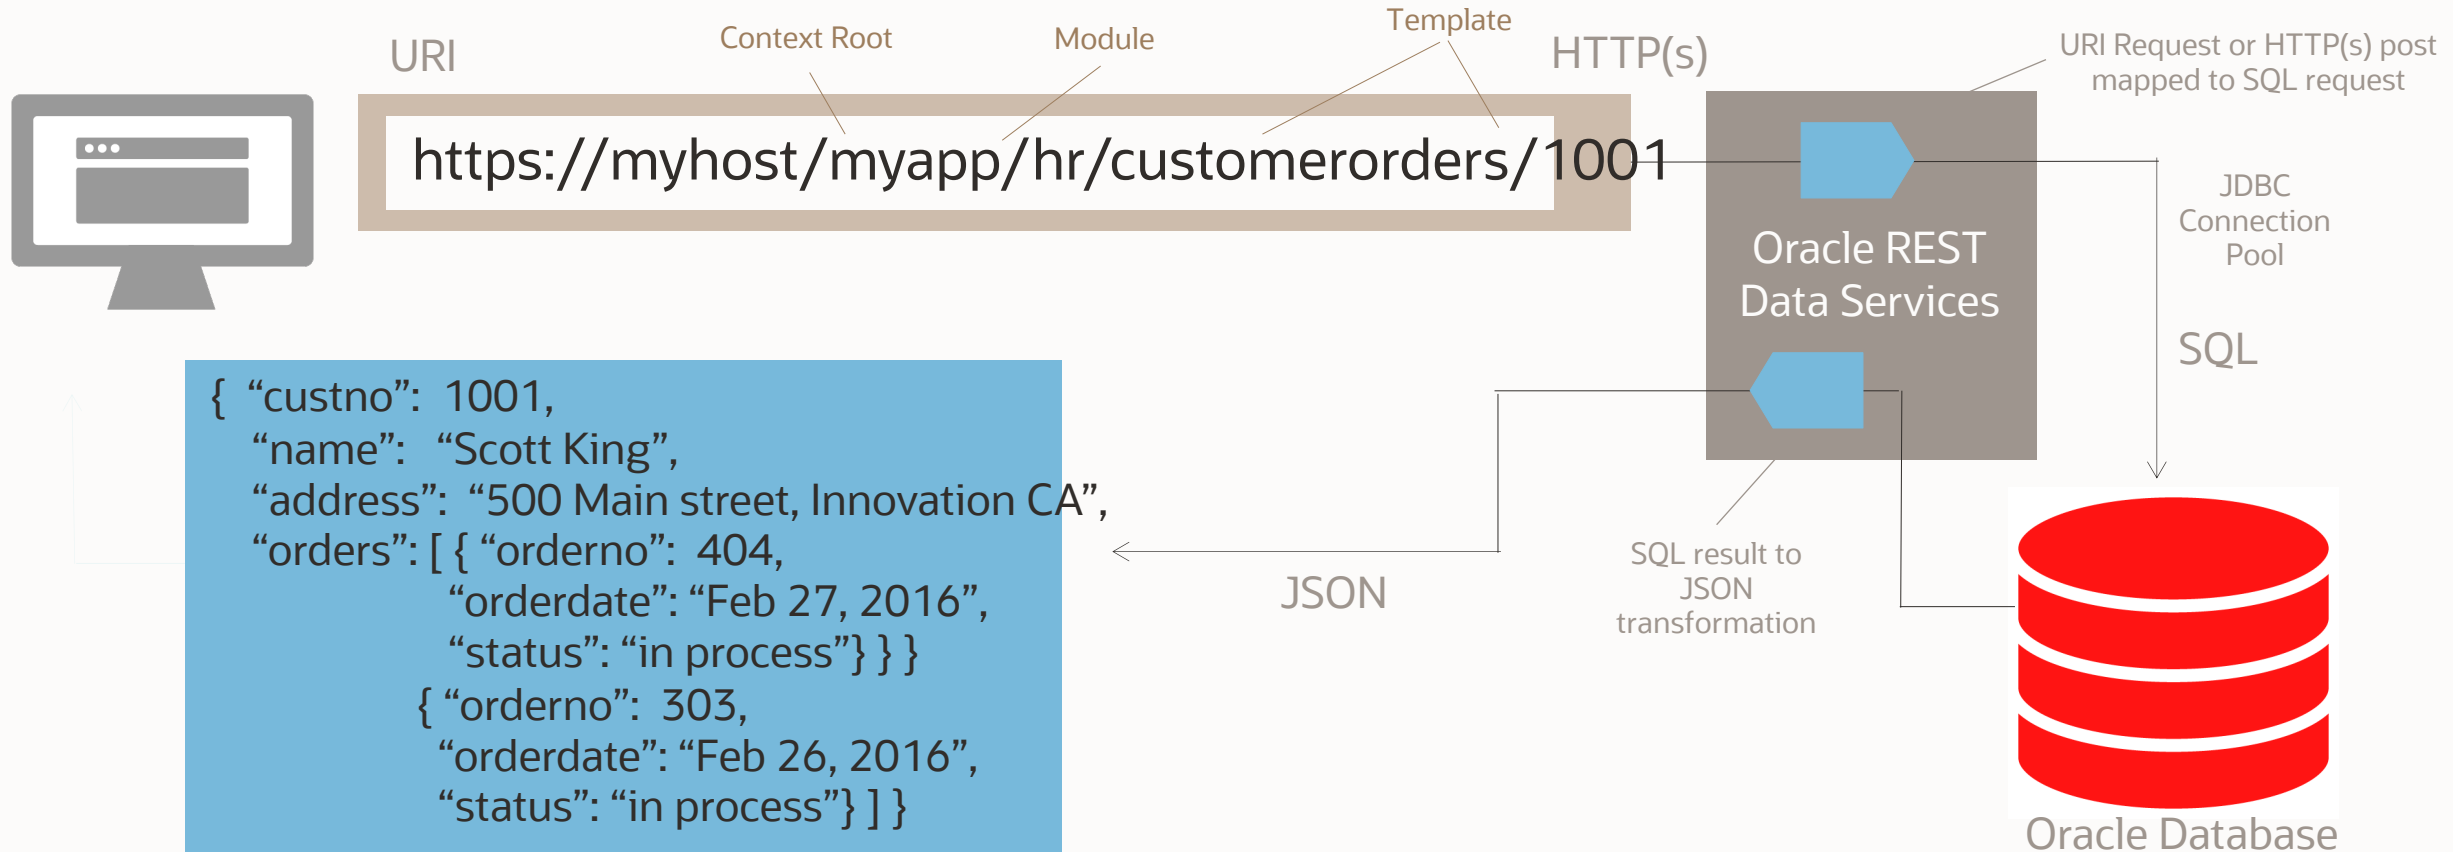 URI
Context Root
Module
Template
HTTP(s)
URI Request or HTTP(s) post
mapped to SQL request
https://myhost/myapp/hr/customerorders/1001
JDBC
Connection
Pool
Oracle REST
Data Services
SQL
{ “custno”: 1001,
“name”: “Scott King”,
“address”: “500 Main street, Innovation CA”,
“orders”: [ { “orderno”: 404,
“orderdate”: “Feb 27, 2016”,
“status”: “in process”} } }
{ “orderno”: 303,
“orderdate”: “Feb 26, 2016”,
“status”: “in process”} ] }
JSON
SQL result to
JSON
transformation
Oracle Database